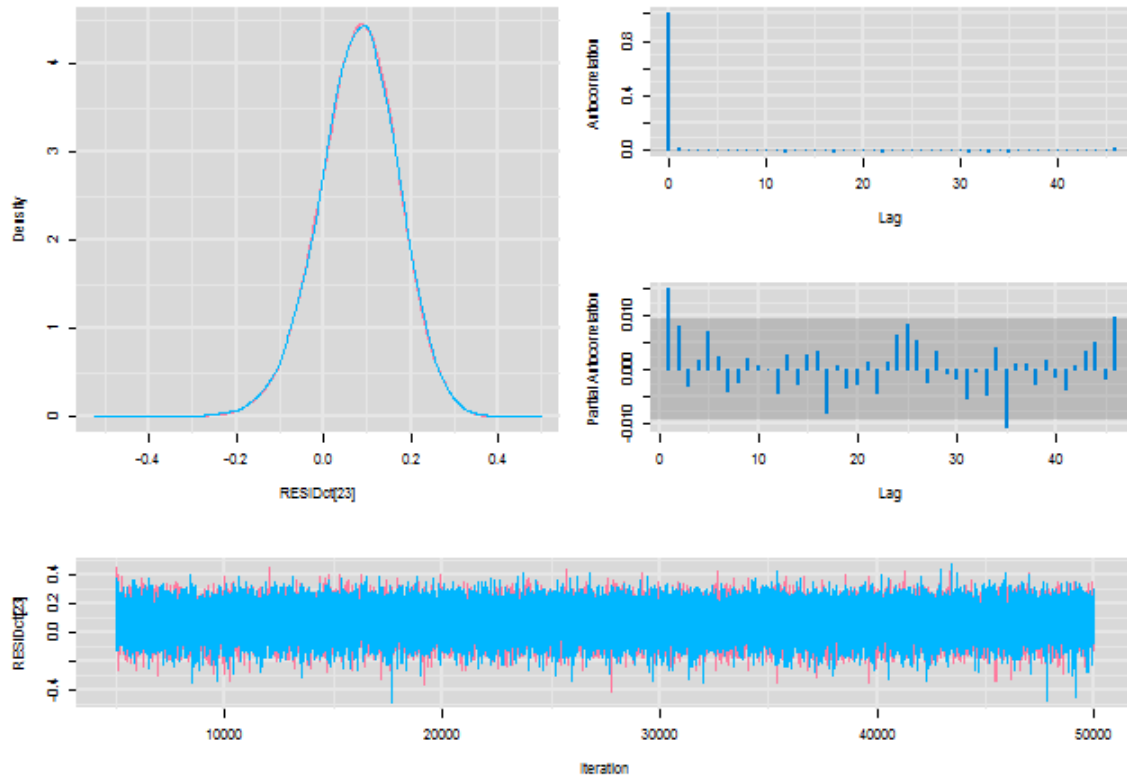 Density
4
3
2
1
0
-0.4 -0.2 0.0 0.2 0.4
RESIDct[23]
Autocorrelation
0.8
0.4
0.0
0 10 20 30 40
Lag
Partial Autocorrelation
0.010
0.000
-0.010
0 10 20 30 40
Lag
RESIDct[23]
0.4
0.2
0.0
-0.4
10000 20000 30000 40000 50000
Iteration